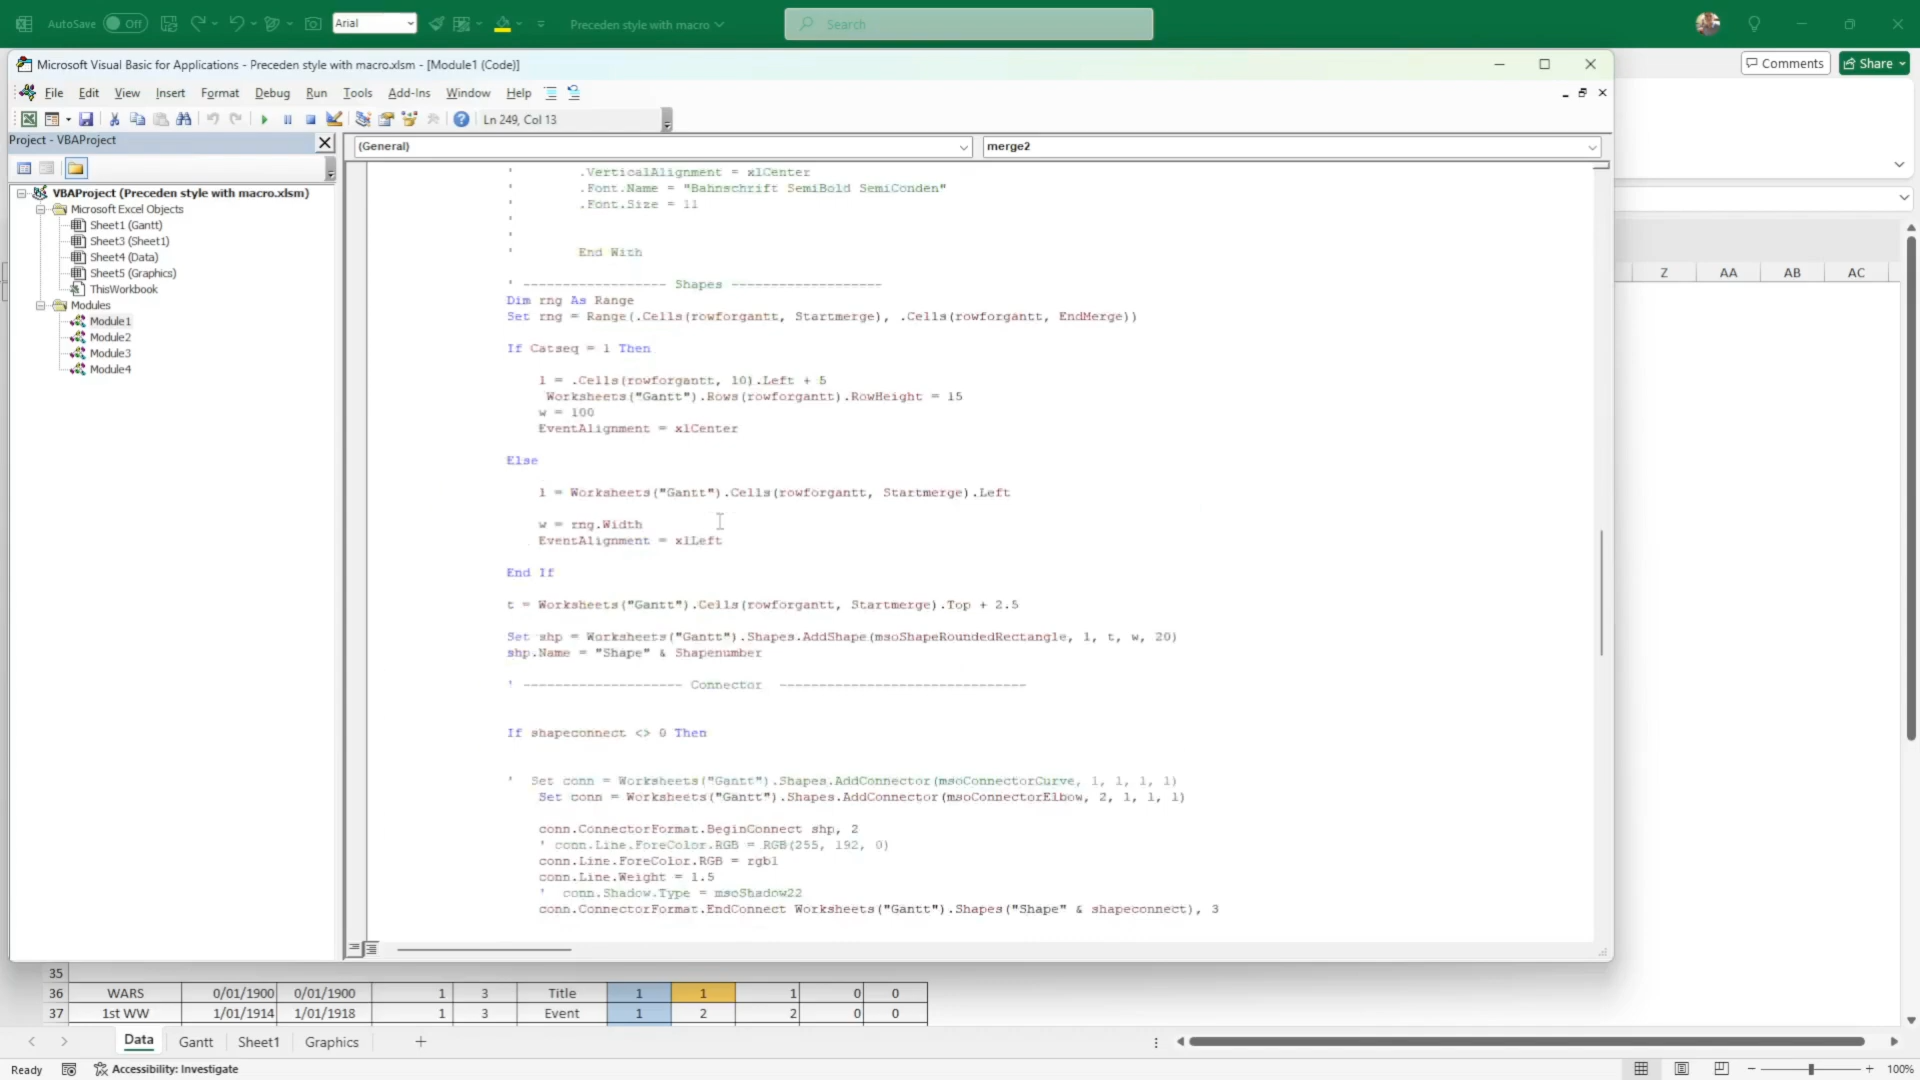 AutoSave Off Arial Preceden style with macro Search
Microsoft Visual Basic for Applications - Preceden style with macro.xlsm - [Module1 (Code)]
Comments Share
File Edit View Insert Format Debug Run Tools Add-Ins Window Help
Ln 249, Col 13
Project - VBAProject
(General) merge2
VBAProject (Preceden style with macro.xlsm)
Microsoft Excel Objects
Sheet1 (Gantt)
Sheet3 (Sheet1)
Sheet4 (Data)
Sheet5 (Graphics)
ThisWorkbook
Modules
Module1
Module2
Module3
Module4
' .VerticalAlignment = xlCenter
' .Font.Name = "Bahnschrift SemiBold SemiConden"
' .Font.Size = 11
'
'
' End With
' ------------------ Shapes -------------------
Dim rng As Range
Set rng = Range(.Cells(rowforgantt, Startmerge), .Cells(rowforgantt, EndMerge))
If Catseq = 1 Then
l = .Cells(rowforgantt, 10).Left + 5
Worksheets("Gantt").Rows(rowforgantt).RowHeight = 15
w = 100
EventAlignment = xlCenter
Else
l = Worksheets("Gantt").Cells(rowforgantt, Startmerge).Left
w = rng.Width
EventAlignment = xlLeft
End If
t = Worksheets("Gantt").Cells(rowforgantt, Startmerge).Top + 2.5
Set shp = Worksheets("Gantt").Shapes.AddShape(msoShapeRoundedRectangle, l, t, w, 20)
shp.Name = "Shape" & Shapenumber
' -------------------- Connector -------------------------------
If shapeconnect <> 0 Then
' Set conn = Worksheets("Gantt").Shapes.AddConnector(msoConnectorCurve, 1, 1, 1, 1)
Set conn = Worksheets("Gantt").Shapes.AddConnector(msoConnectorElbow, 2, 1, 1, 1)
conn.ConnectorFormat.BeginConnect shp, 2
' conn.Line.ForeColor.RGB = RGB(255, 192, 0)
conn.Line.ForeColor.RGB = rgb1
conn.Line.Weight = 1.5
' conn.Shadow.Type = msoShadow22
conn.ConnectorFormat.EndConnect Worksheets("Gantt").Shapes("Shape" & shapeconnect), 3
Z AA AB AC
35
36 WARS 0/01/1900 0/01/1900 1 3 Title 1 1 1 0 0
37 1st WW 1/01/1914 1/01/1918 1 3 Event 1 2 2 0 0
Data Gantt Sheet1 Graphics
Ready Accessibility: Investigate 100%